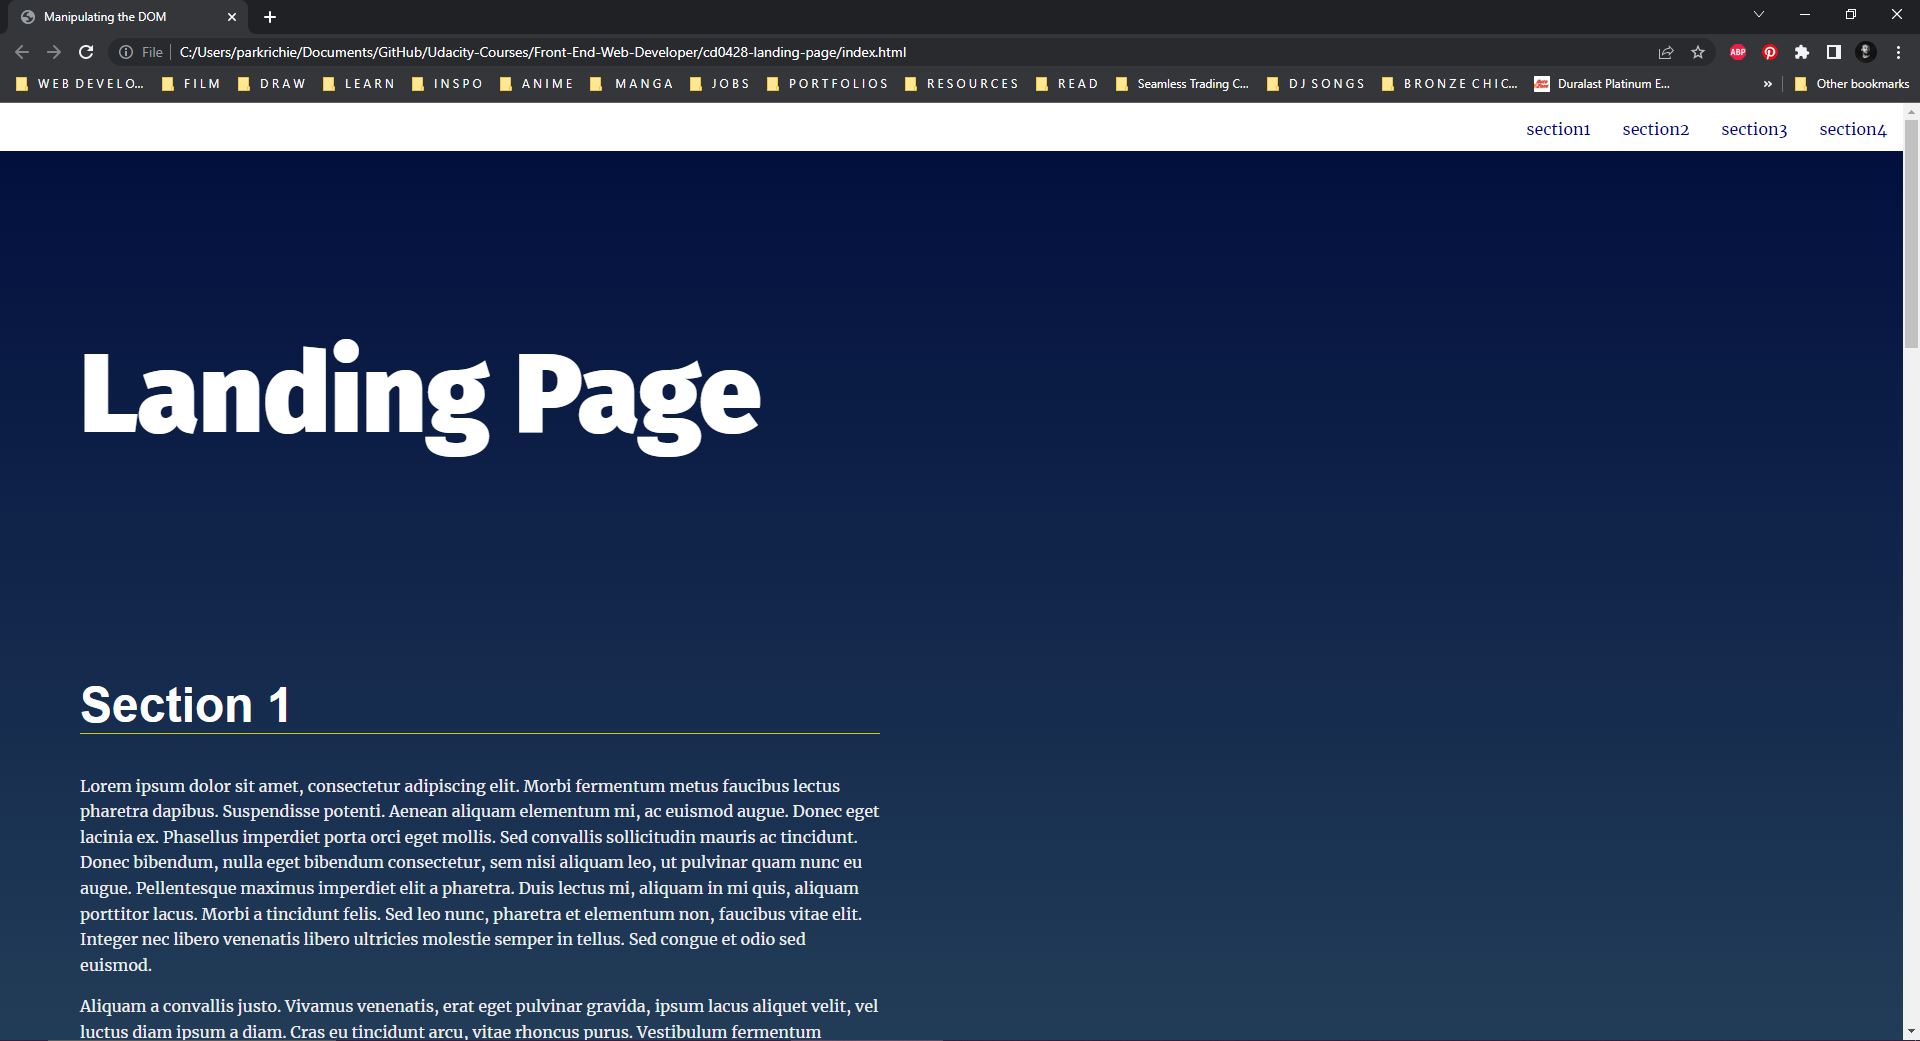 Manipulating the DOM
File C:/Users/parkrichie/Documents/GitHub/Udacity-Courses/Front-End-Web-Developer/cd0428-landing-page/index.html
ABP
WEB DEVELO... FILM DRAW LEARN INSPO ANIME MANGA JOBS PORTFOLIOS RESOURCES READ Seamless Trading C... DJ SONGS BRONZE CHIC... Duralast Platinum E... » Other bookmarks
section1 section2 section3 section4
Landing Page
Section 1
Lorem ipsum dolor sit amet, consectetur adipiscing elit. Morbi fermentum metus faucibus lectus
pharetra dapibus. Suspendisse potenti. Aenean aliquam elementum mi, ac euismod augue. Donec eget
lacinia ex. Phasellus imperdiet porta orci eget mollis. Sed convallis sollicitudin mauris ac tincidunt.
Donec bibendum, nulla eget bibendum consectetur, sem nisi aliquam leo, ut pulvinar quam nunc eu
augue. Pellentesque maximus imperdiet elit a pharetra. Duis lectus mi, aliquam in mi quis, aliquam
porttitor lacus. Morbi a tincidunt felis. Sed leo nunc, pharetra et elementum non, faucibus vitae elit.
Integer nec libero venenatis libero ultricies molestie semper in tellus. Sed congue et odio sed
euismod.
Aliquam a convallis justo. Vivamus venenatis, erat eget pulvinar gravida, ipsum lacus aliquet velit, vel
luctus diam ipsum a diam. Cras eu tincidunt arcu, vitae rhoncus purus. Vestibulum fermentum